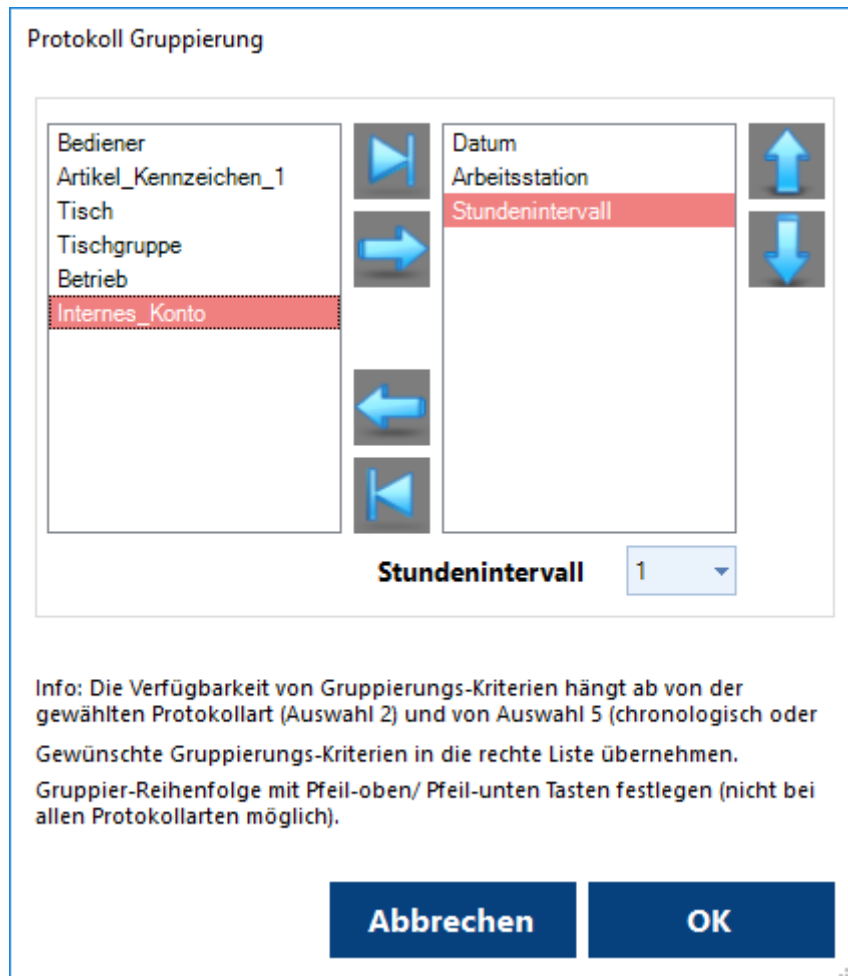 Protokoll Gruppierung
Bediener
Artikel_Kennzeichen_1
Tisch
Tischgruppe
Betrieb
Internes_Konto
Datum
Arbeitsstation
Stundenintervall
Stundenintervall 1
Info: Die Verfügbarkeit von Gruppierungs-Kriterien hängt ab von der
gewählten Protokollart (Auswahl 2) und von Auswahl 5 (chronologisch oder
Gewünschte Gruppierungs-Kriterien in die rechte Liste übernehmen.
Gruppier-Reihenfolge mit Pfeil-oben/ Pfeil-unten Tasten festlegen (nicht bei
allen Protokollarten möglich).
Abbrechen OK